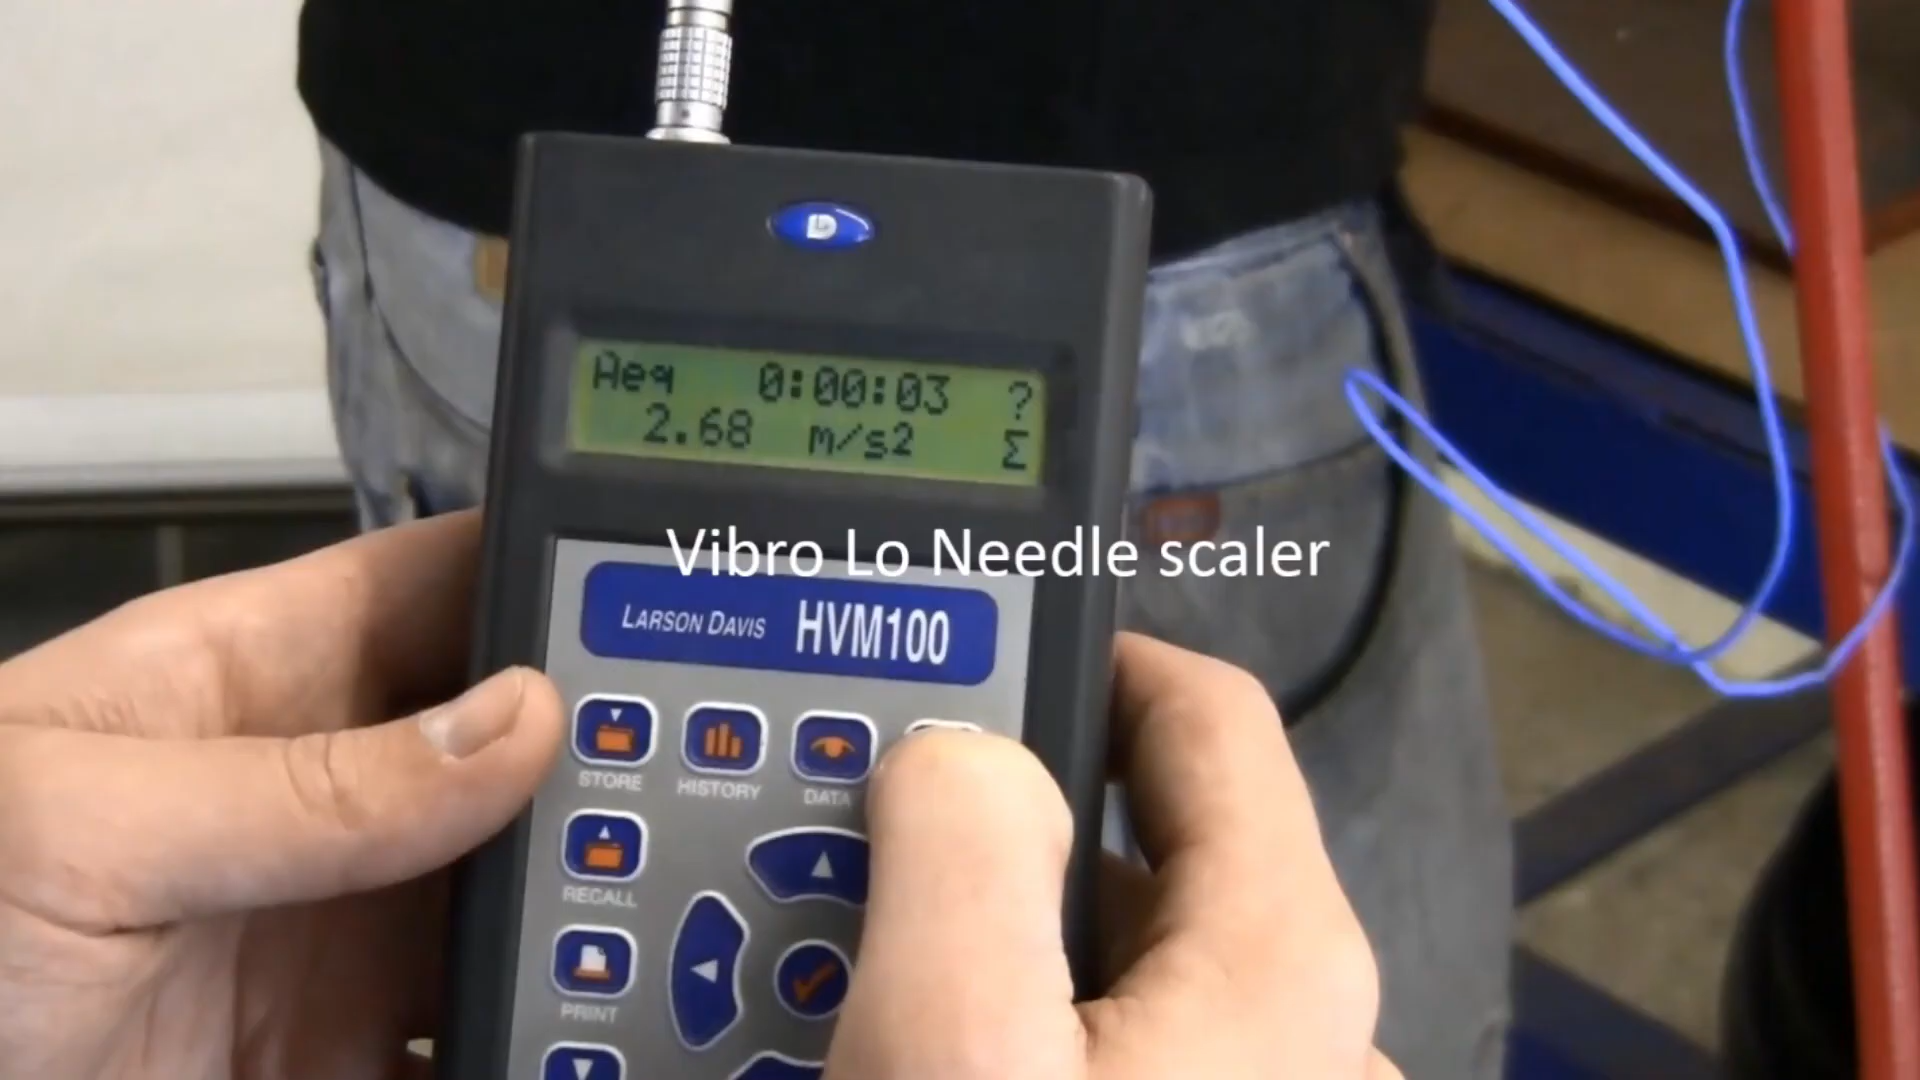 Aeq 0:00:03 ?
2.68 m/s2 Σ
Vibro Lo Needle scaler
LARSON DAVIS HVM100
STORE HISTORY DATA
RECALL
PRINT